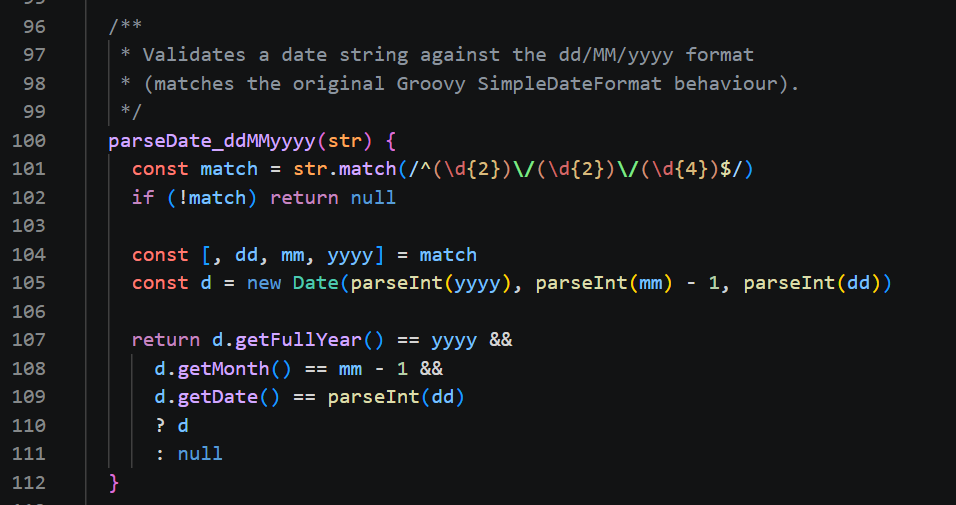 96 /**
97 * Validates a date string against the dd/MM/yyyy format
98 * (matches the original Groovy SimpleDateFormat behaviour).
99 */
100 parseDate_ddMMyyyy(str) {
101 const match = str.match(/^(\d{2})\/(\d{2})\/(\d{4})$/)
102 if (!match) return null
103
104 const [, dd, mm, yyyy] = match
105 const d = new Date(parseInt(yyyy), parseInt(mm) - 1, parseInt(dd))
106
107 return d.getFullYear() == yyyy &&
108 d.getMonth() == mm - 1 &&
109 d.getDate() == parseInt(dd)
110 ? d
111 : null
112 }